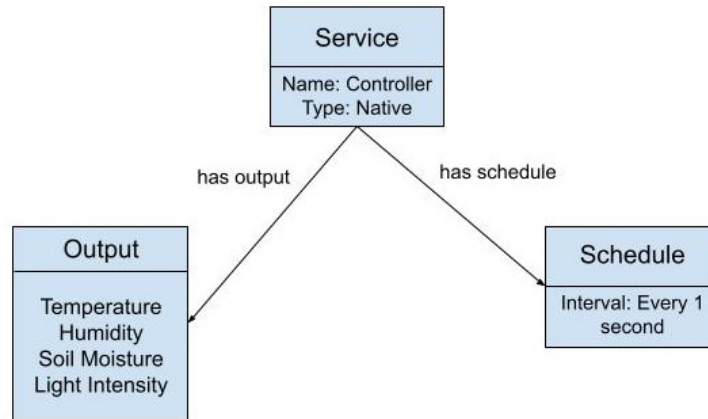 Service
Name: Controller
Type: Native
has output
has schedule
Output
Temperature
Humidity
Soil Moisture
Light Intensity
Schedule
Interval: Every 1
second